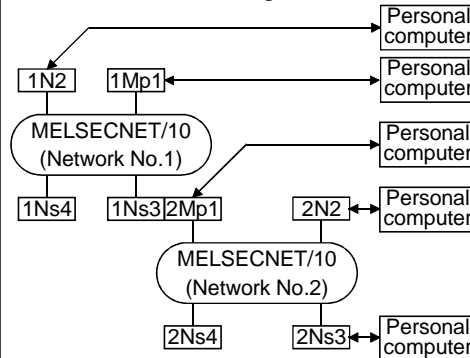 Personal
computer
Personal
computer
1N2
1Mp1
MELSECNET/10
(Network No.1)
Personal
computer
1Ns4
1Ns3
2Mp1
2N2
Personal
computer
MELSECNET/10
(Network No.2)
2Ns4
2Ns3
Personal
computer